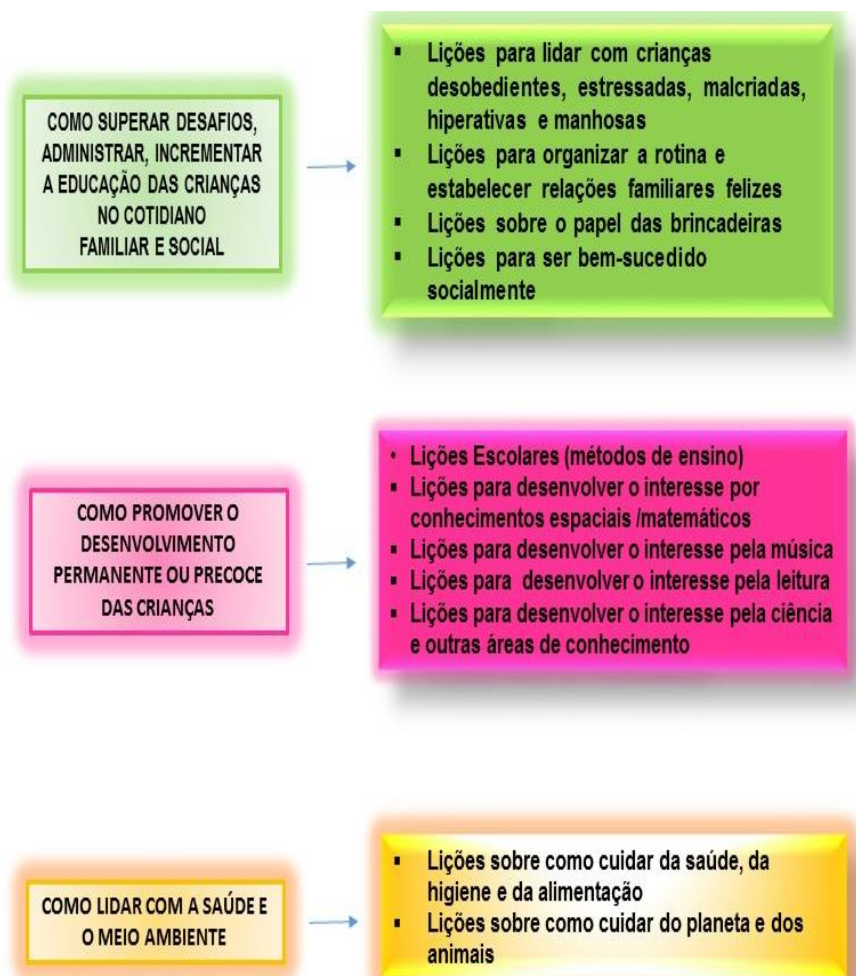 COMO SUPERAR DESAFIOS,
ADMINISTRAR, INCREMENTAR
A EDUCAÇÃO DAS CRIANÇAS
NO COTIDIANO
FAMILIAR E SOCIAL
▪ Lições para lidar com crianças
desobedientes, estressadas, malcriadas,
hiperativas e manhosas
▪ Lições para organizar a rotina e
estabelecer relações familiares felizes
▪ Lições sobre o papel das brincadeiras
▪ Lições para ser bem-sucedido
socialmente
COMO PROMOVER O
DESENVOLVIMENTO
PERMANENTE OU PRECOCE
DAS CRIANÇAS
• Lições Escolares (métodos de ensino)
▪ Lições para desenvolver o interesse por
conhecimentos espaciais /matemáticos
▪ Lições para desenvolver o interesse pela música
▪ Lições para desenvolver o interesse pela leitura
▪ Lições para desenvolver o interesse pela ciência
e outras áreas de conhecimento
COMO LIDAR COM A SAÚDE E
O MEIO AMBIENTE
▪ Lições sobre como cuidar da saúde, da
higiene e da alimentação
▪ Lições sobre como cuidar do planeta e dos
animais